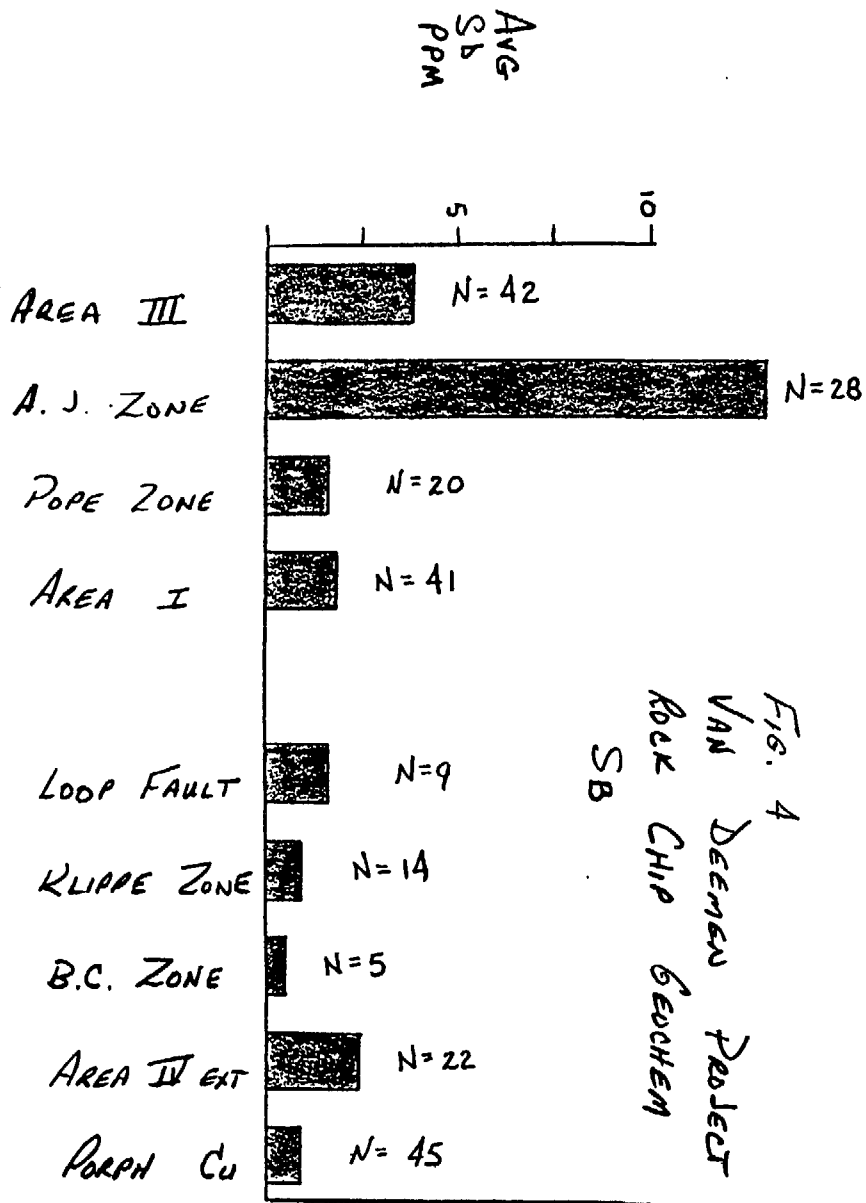 AVG
Sb
PPM
5
10
AREA III
N= 42
A. J. ZONE
N=28
POPE ZONE
N=20
AREA I
N=41
LOOP FAULT
N=9
KLIPPE ZONE
N=14
B.C. ZONE
N=5
AREA IV EXT
N=22
PORPH Cu
N= 45
FIG. 4
VAN DEEMEN PROJECT
ROCK CHIP GEOCHEM
SB